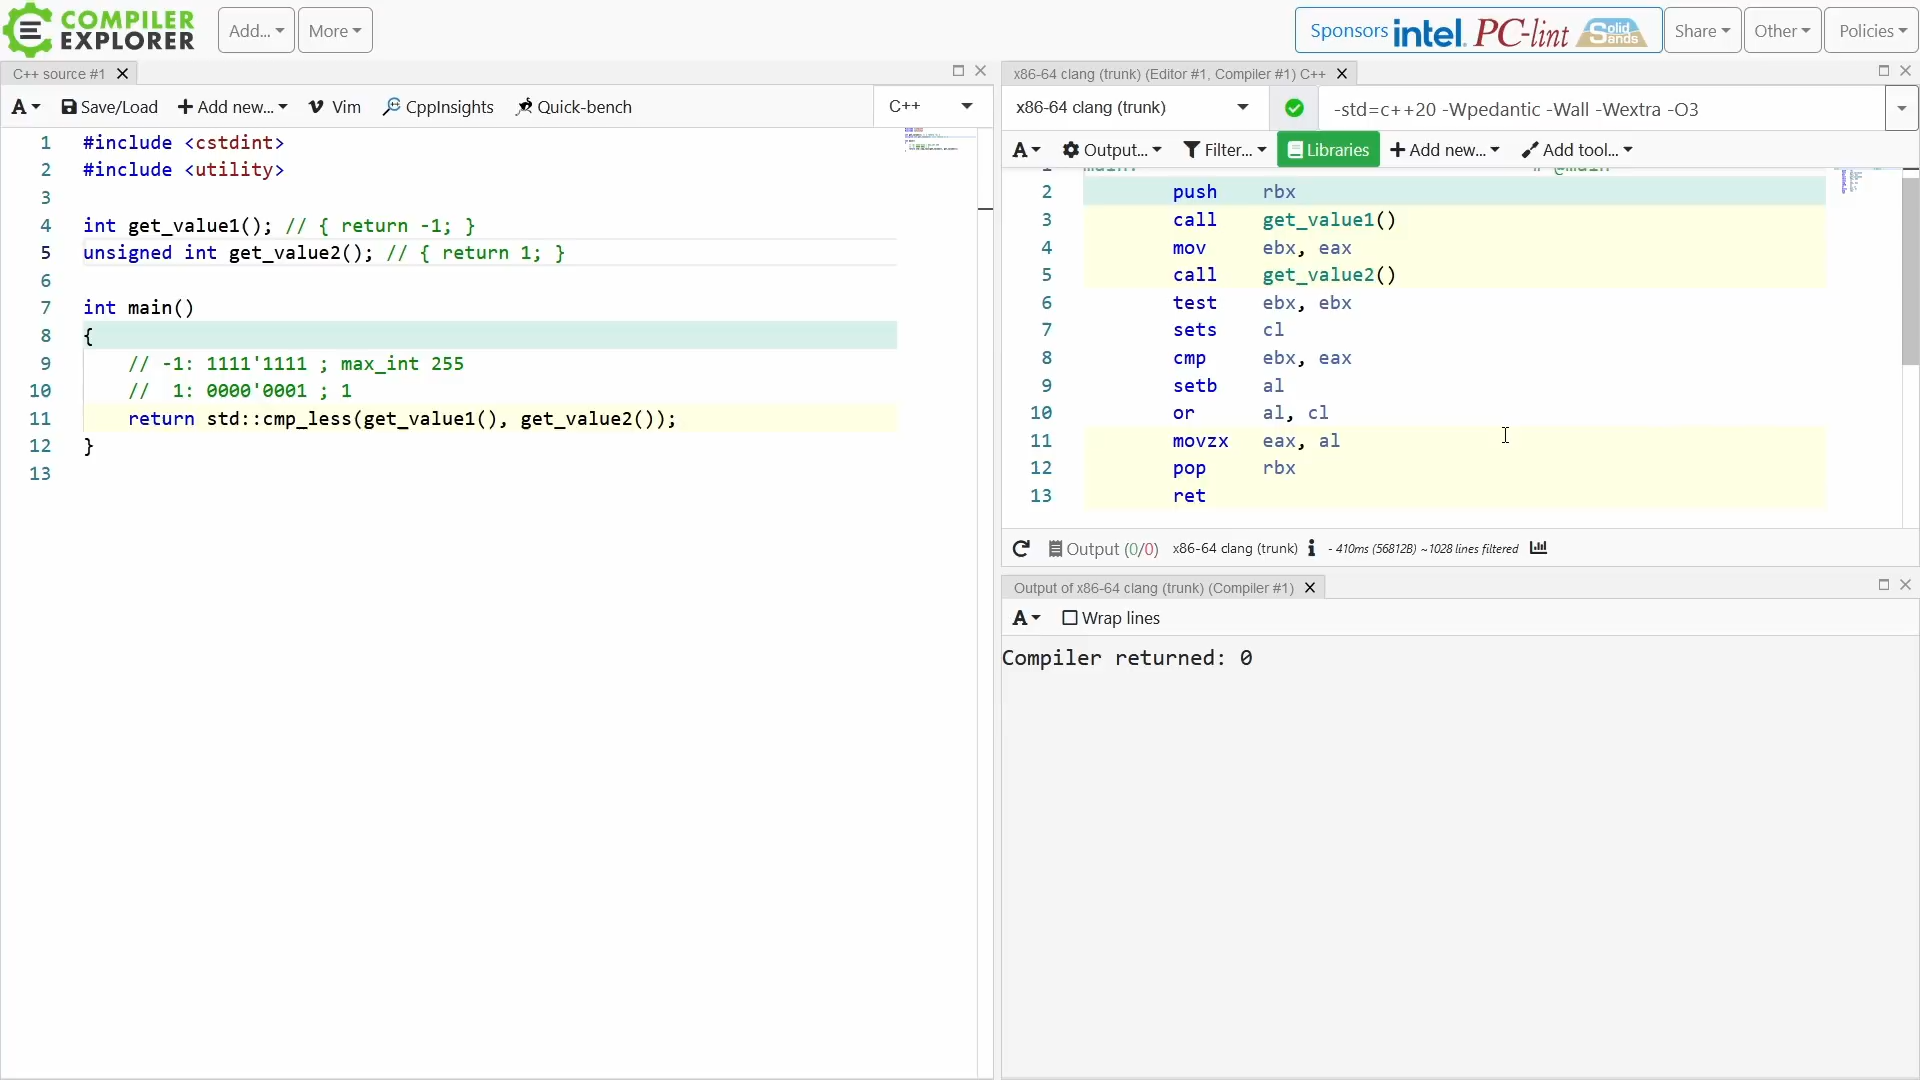 COMPILER
EXPLORER
Add...
More
Sponsors intel. PC-lint Solid Sands
Share
Other
Policies
C++ source #1
A
Save/Load
Add new...
Vim
CppInsights
Quick-bench
C++
1 #include <cstdint>
2 #include <utility>
3
4 int get_value1(); // { return -1; }
5 unsigned int get_value2(); // { return 1; }
6
7 int main()
8 {
9 // -1: 1111'1111 ; max_int 255
10 //  1: 0000'0001 ; 1
11 return std::cmp_less(get_value1(), get_value2());
12 }
13
x86-64 clang (trunk) (Editor #1, Compiler #1) C++
x86-64 clang (trunk)
-std=c++20 -Wpedantic -Wall -Wextra -O3
A
Output...
Filter...
Libraries
Add new...
Add tool...
1 main: # @main
2 push rbx
3 call get_value1()
4 mov ebx, eax
5 call get_value2()
6 test ebx, ebx
7 sets cl
8 cmp ebx, eax
9 setb al
10 or al, cl
11 movzx eax, al
12 pop rbx
13 ret
Output (0/0) x86-64 clang (trunk) i - 410ms (56812B) ~1028 lines filtered
Output of x86-64 clang (trunk) (Compiler #1)
A
Wrap lines
Compiler returned: 0